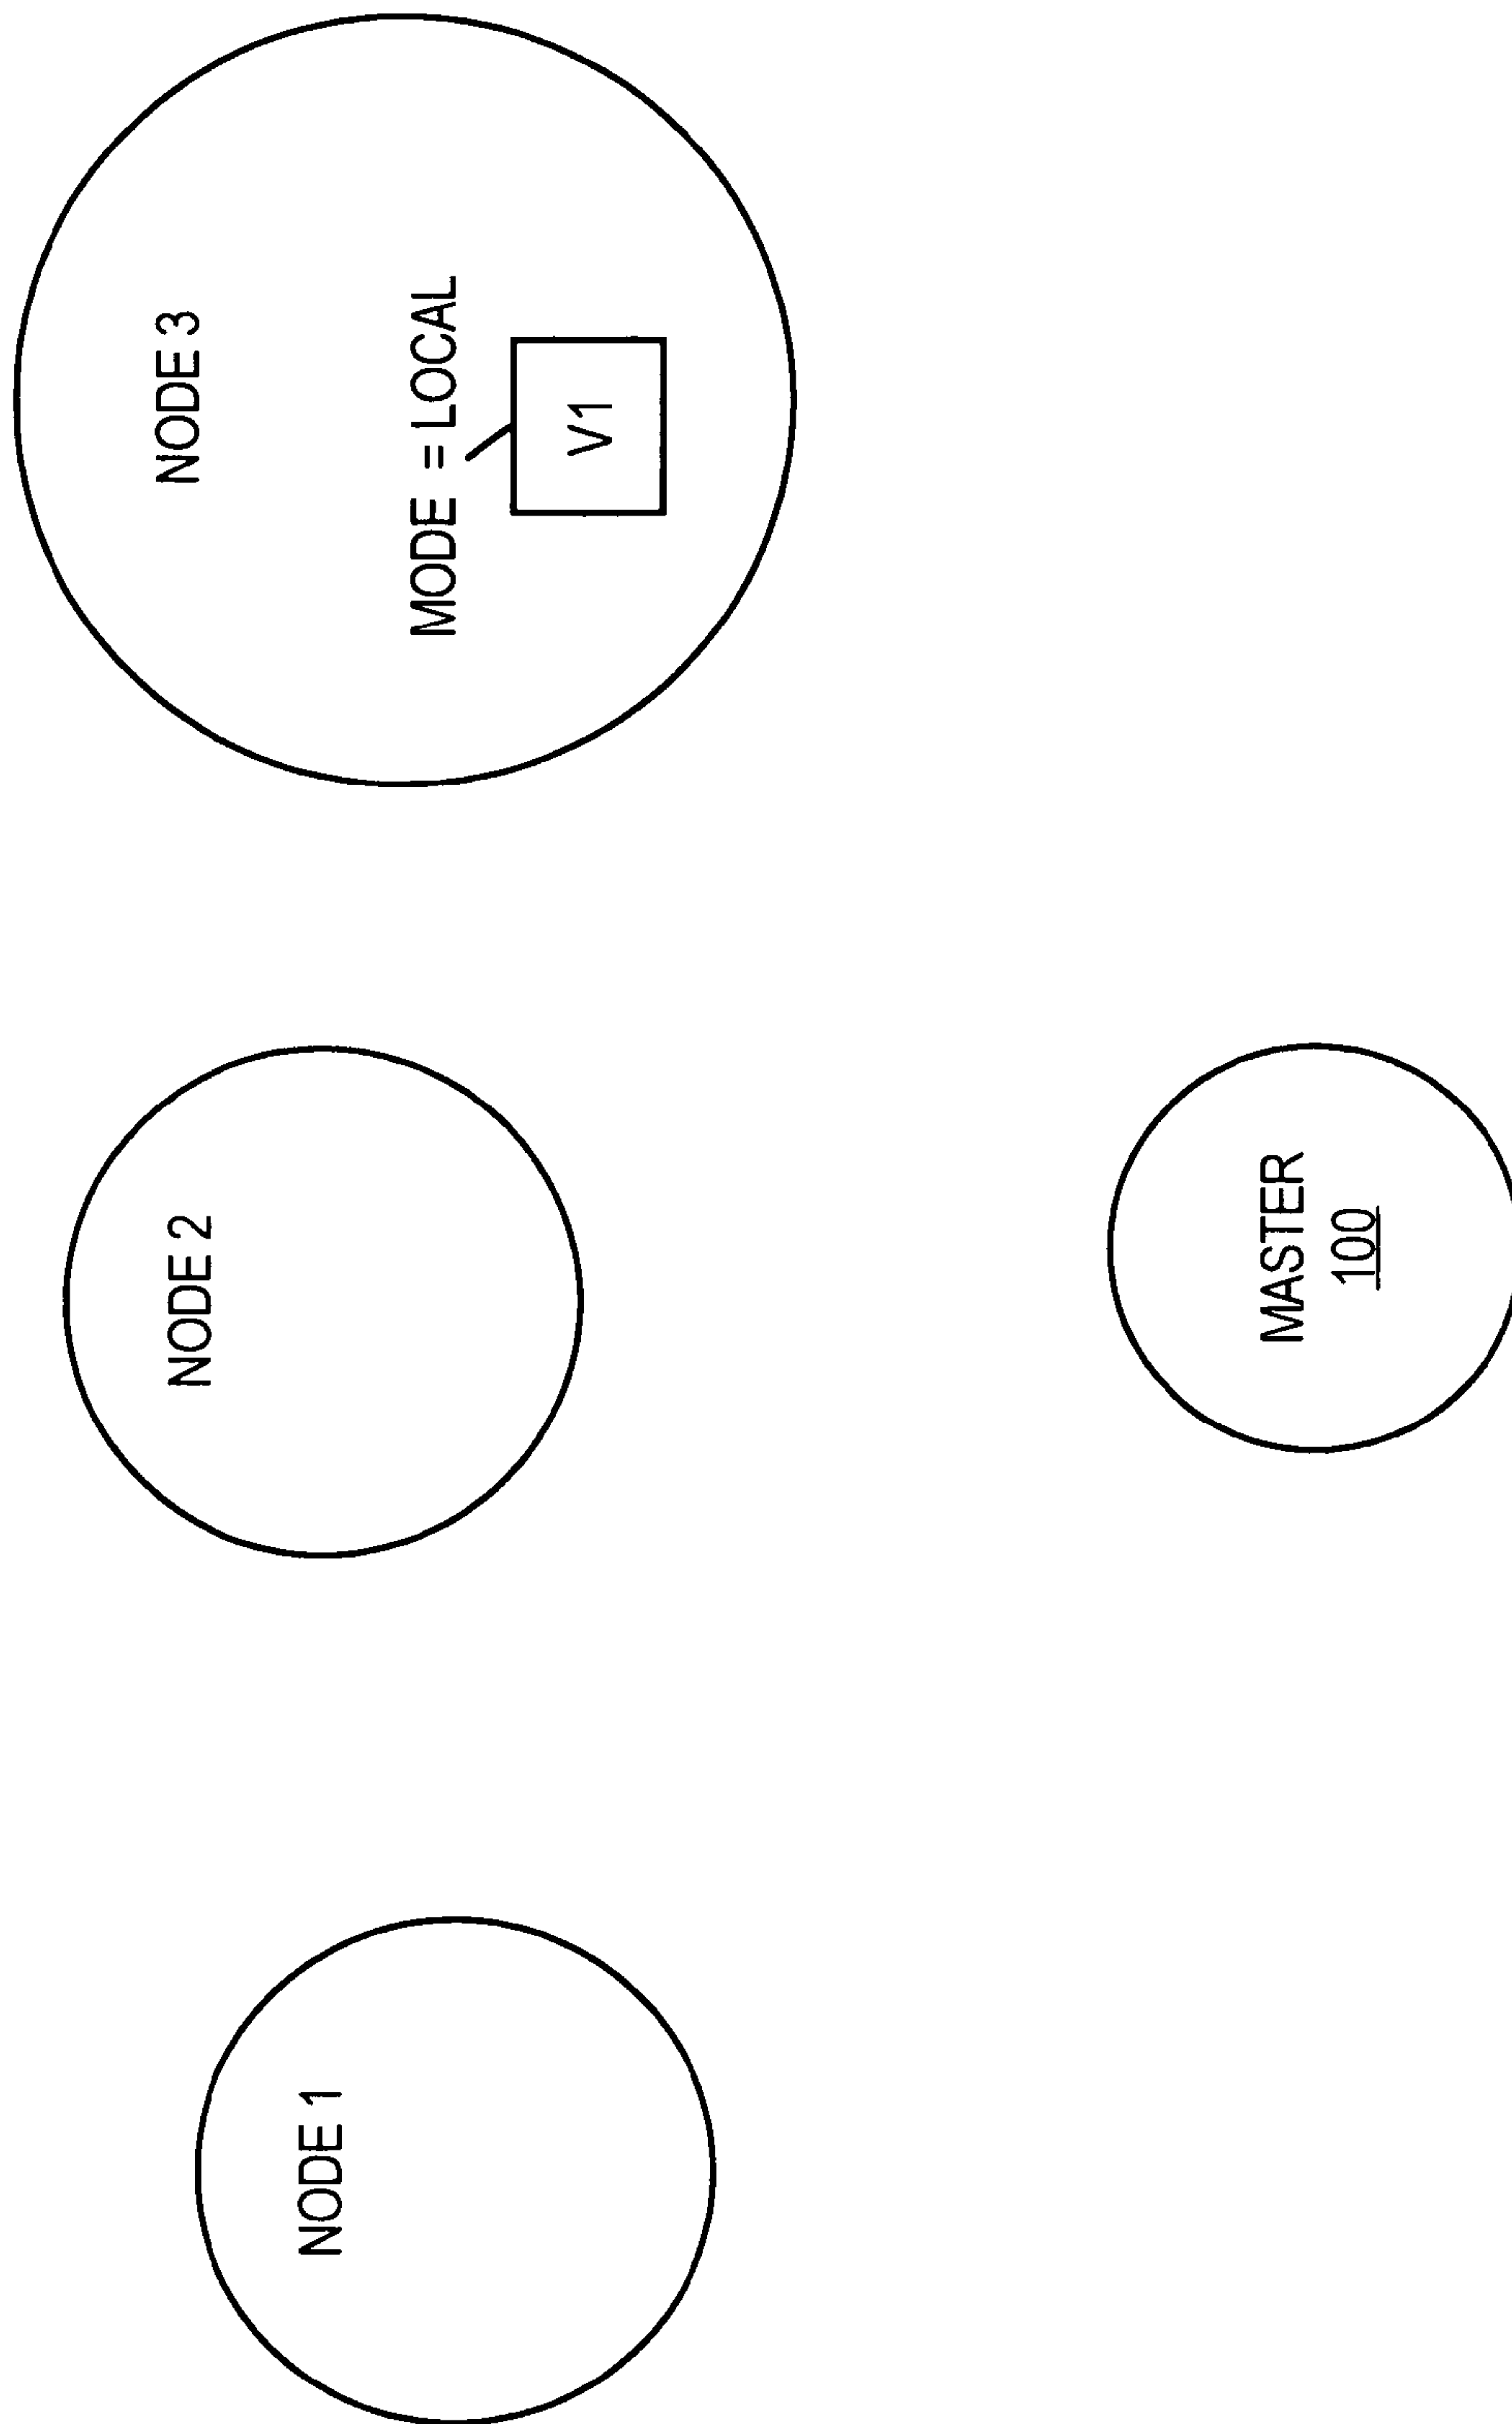 NODE 1
NODE 2
NODE 3
MODE = LOCAL
V1
MASTER
100